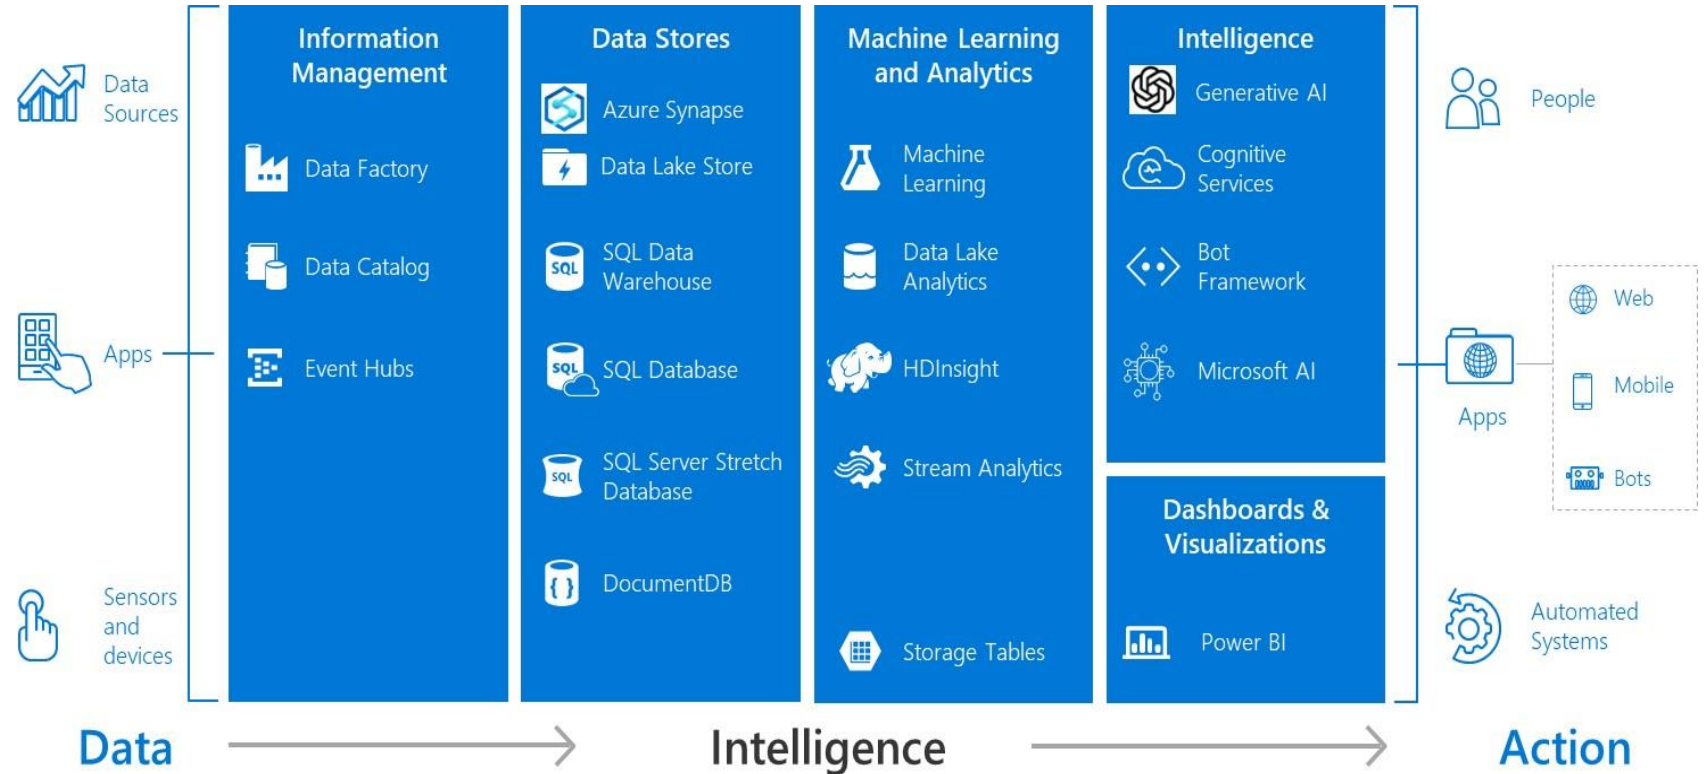 Data
Sources
Apps
Sensors
and
devices
Information
Management
Data Factory
Data Catalog
Event Hubs
Data Stores
Azure Synapse
Data Lake Store
SQL
SQL Data
Warehouse
SQL
SQL Database
SQL
SQL Server Stretch
Database
{ }
DocumentDB
Machine Learning
and Analytics
Machine
Learning
Data Lake
Analytics
HDInsight
Stream Analytics
Storage Tables
Intelligence
Generative AI
Cognitive
Services
Bot
Framework
Microsoft AI
Dashboards &
Visualizations
Power BI
People
Apps
Web
Mobile
Bots
Automated
Systems
Data
Intelligence
Action